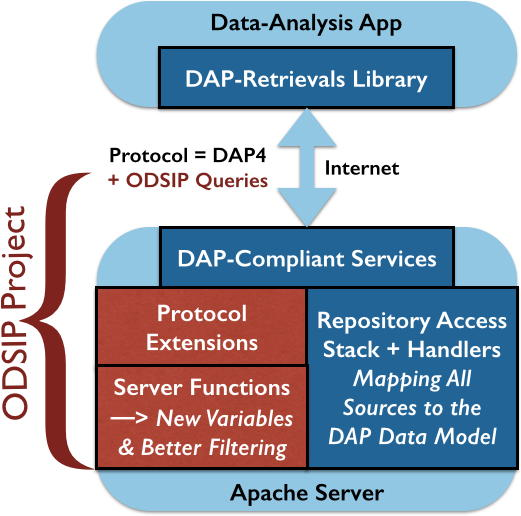 Data-Analysis App
DAP-Retrievals Library
Protocol = DAP4
+ ODSIP Queries
Internet
ODSIP Project
DAP-Compliant Services
Protocol
Extensions
Server Functions
—> New Variables
& Better Filtering
Repository Access
Stack + Handlers
Mapping All
Sources to the
DAP Data Model
Apache Server